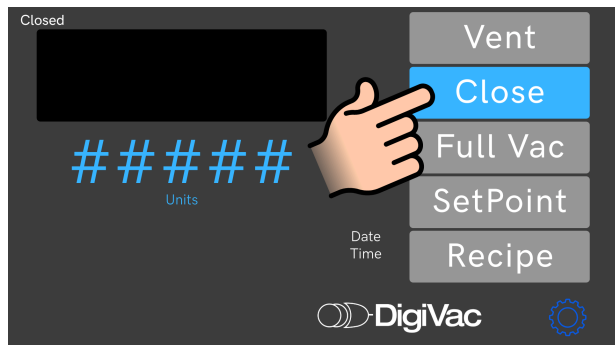 Closed
Vent
Close
#####
Units
Full Vac
SetPoint
Date
Time
Recipe
DigiVac